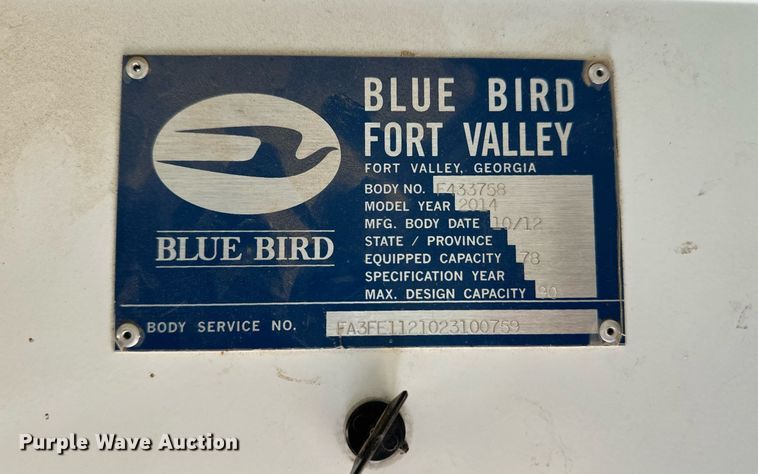 BLUE BIRD
FORT VALLEY
FORT VALLEY, GEORGIA
BODY NO. F433758
MODEL YEAR 2014
MFG. BODY DATE 10/12
STATE / PROVINCE
EQUIPPED CAPACITY 78
SPECIFICATION YEAR
MAX. DESIGN CAPACITY
BLUE BIRD
BODY SERVICE NO. FA3FE1121023100759
Purple Wave Auction